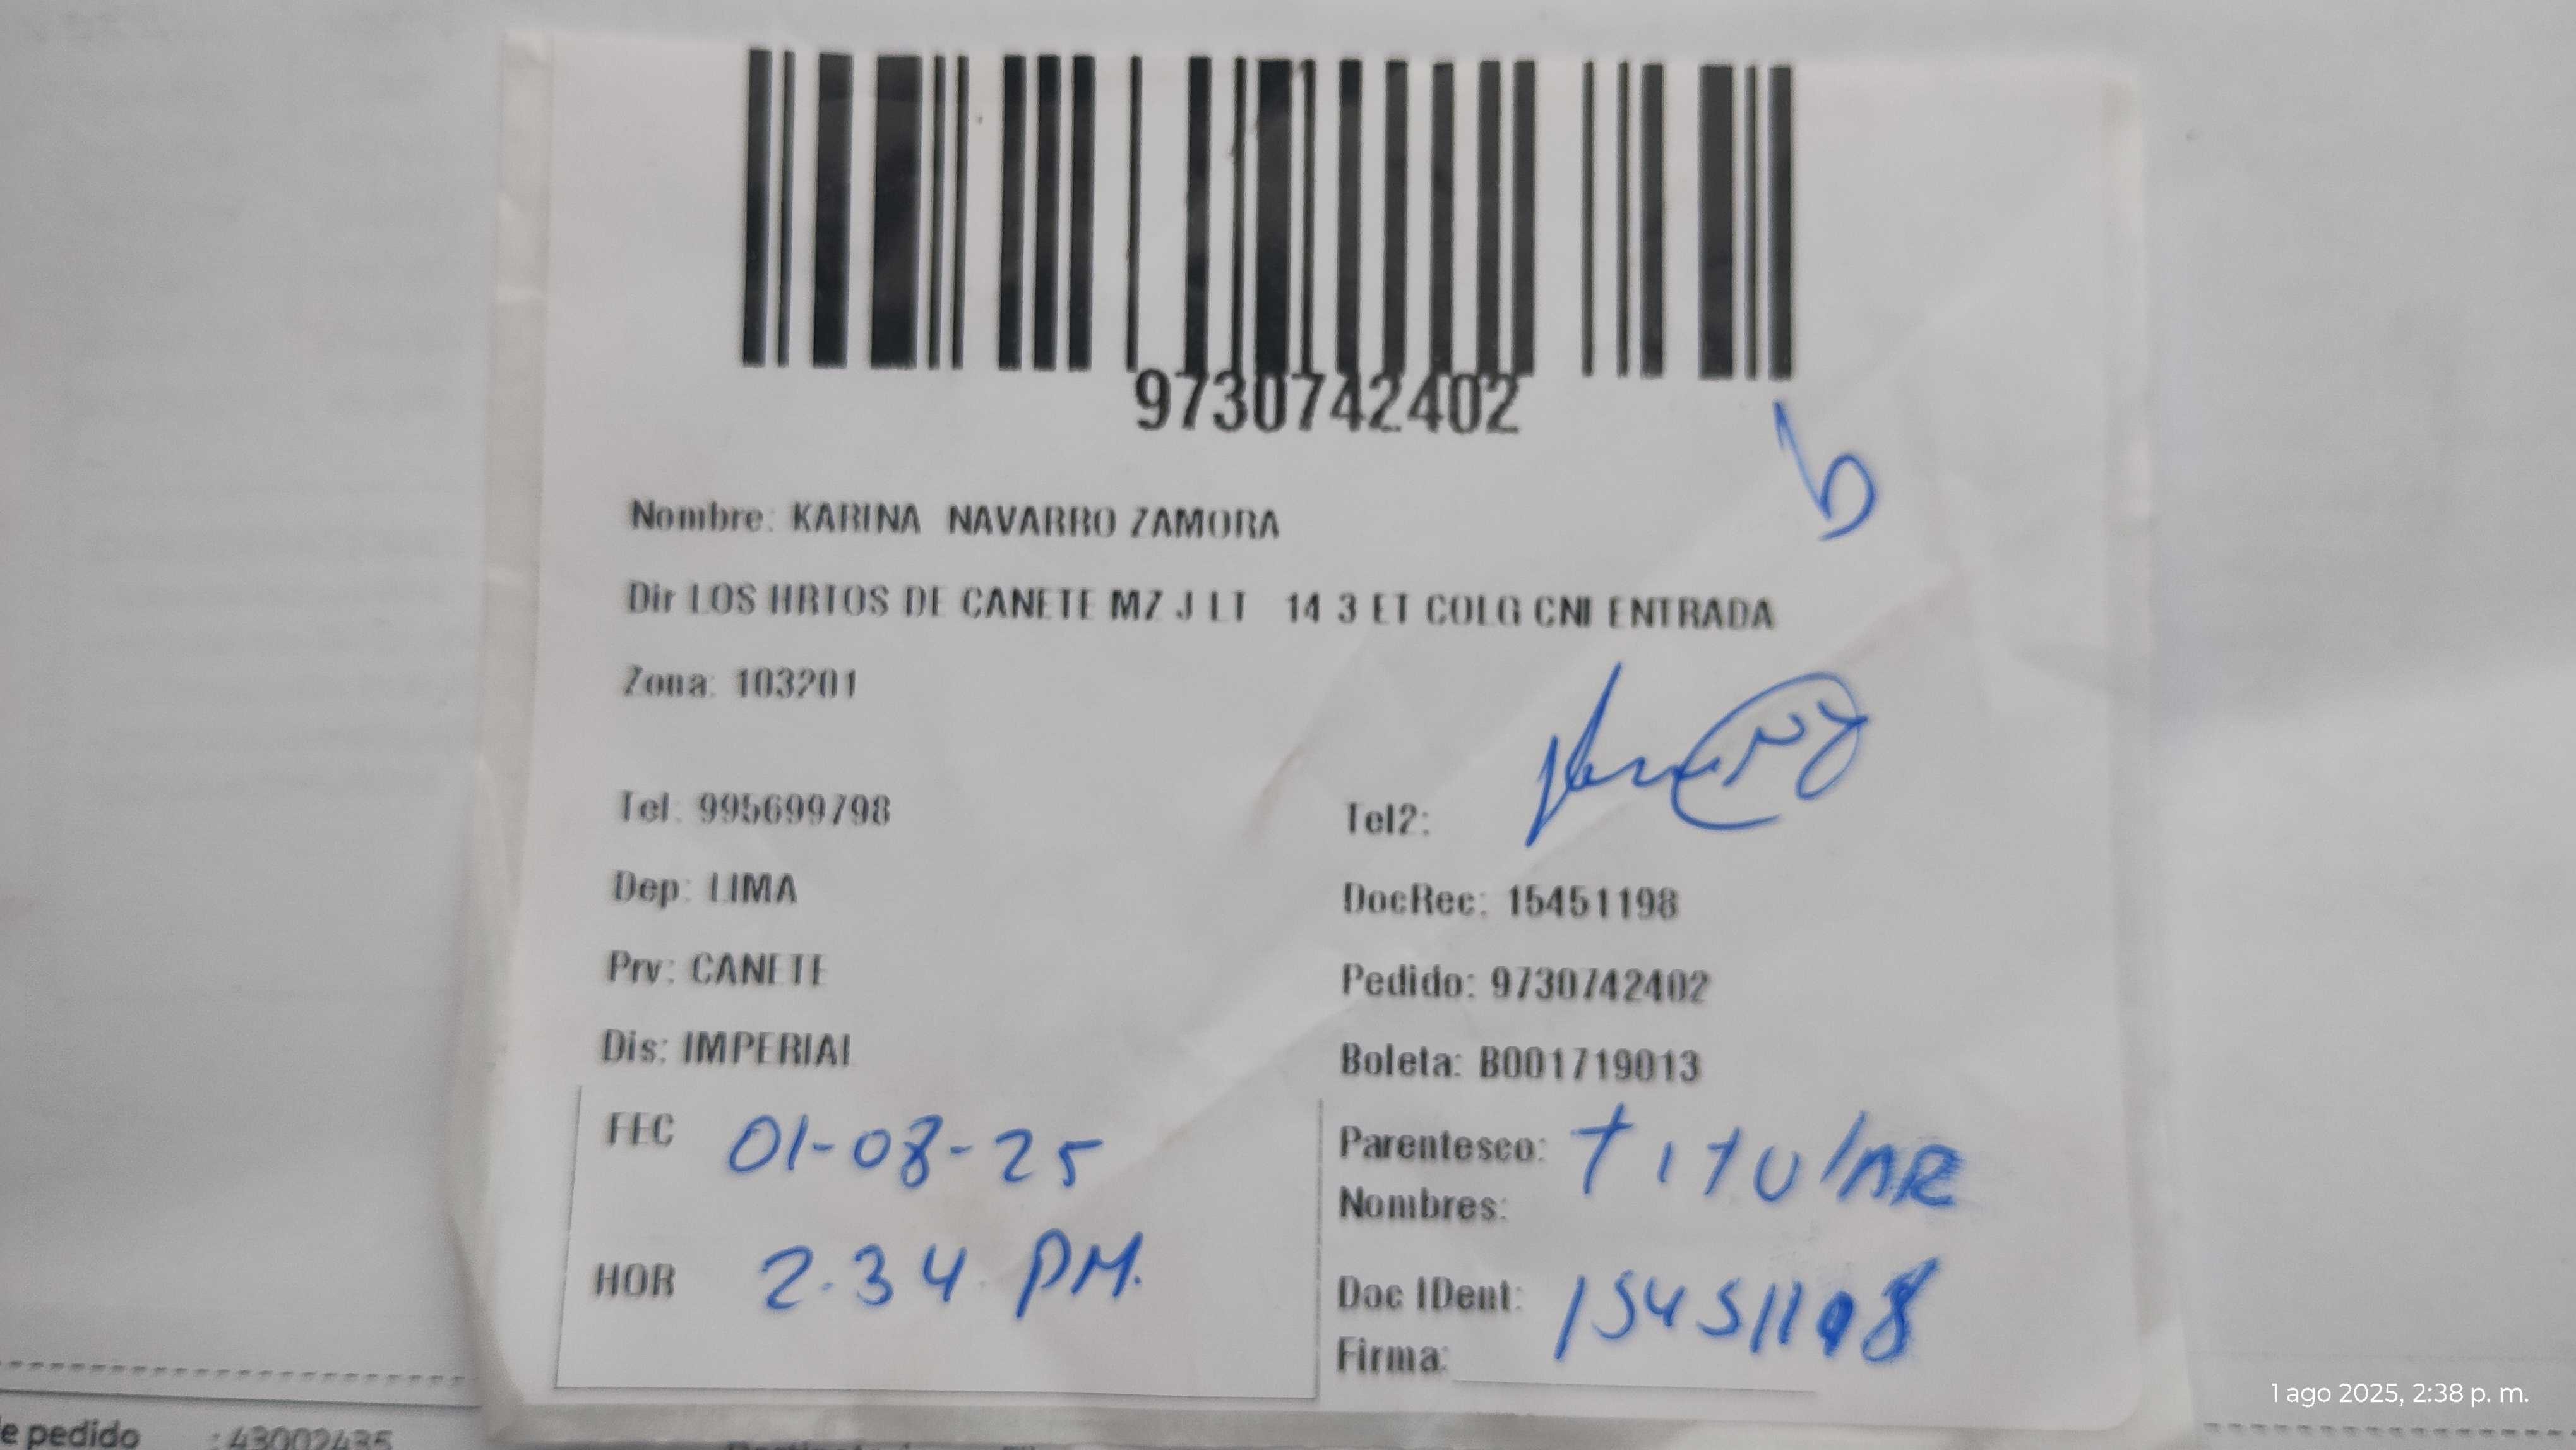 9730742402
Nombre: KARINA NAVARRO ZAMORA
Dir LOS HRTOS DE CANETE MZ J LT 14 3 ET COLG CNI ENTRADA
Zona: 103201
Tel: 995699798
Tel2:
Dep: LIMA
DocRec: 15451198
Prv: CANETE
Pedido: 9730742402
Dis: IMPERIAL
Boleta: B001719013
FEC 01-08-25
Parentesco: TITULAR
Nombres:
HOR 2.34 PM.
Doc IDent: 15451198
Firma:
e pedido : 43002435
1 ago 2025, 2:38 p. m.